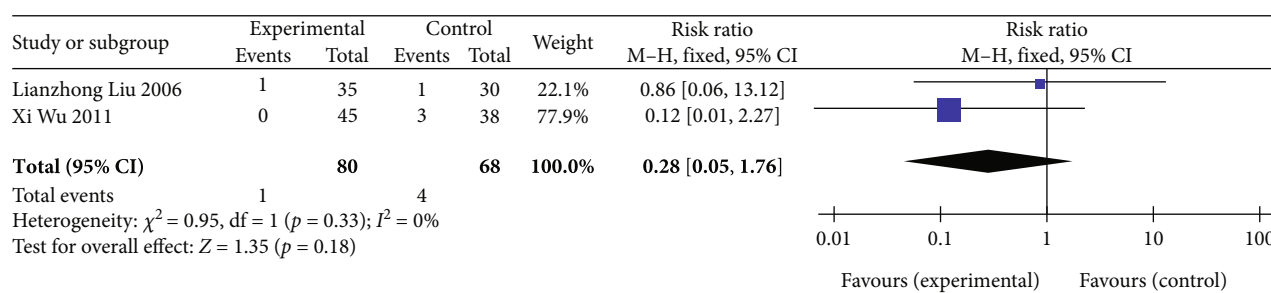 Study or subgroup Experimental Control Weight Risk ratio Risk ratio
Events Total Events Total M–H, fixed, 95% CI M–H, fixed, 95% CI
Lianzhong Liu 2006 1 35 1 30 22.1% 0.86 [0.06, 13.12]
Xi Wu 2011 0 45 3 38 77.9% 0.12 [0.01, 2.27]
Total (95% CI) 80 68 100.0% 0.28 [0.05, 1.76]
Total events 1 4
Heterogeneity: χ² = 0.95, df = 1 (p = 0.33); I² = 0%
Test for overall effect: Z = 1.35 (p = 0.18)
0.01 0.1 1 10 100
Favours (experimental) Favours (control)